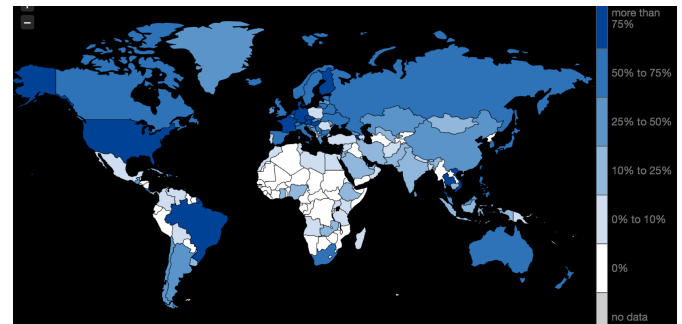 +
−
more than
75%
50% to 75%
25% to 50%
10% to 25%
0% to 10%
0%
no data